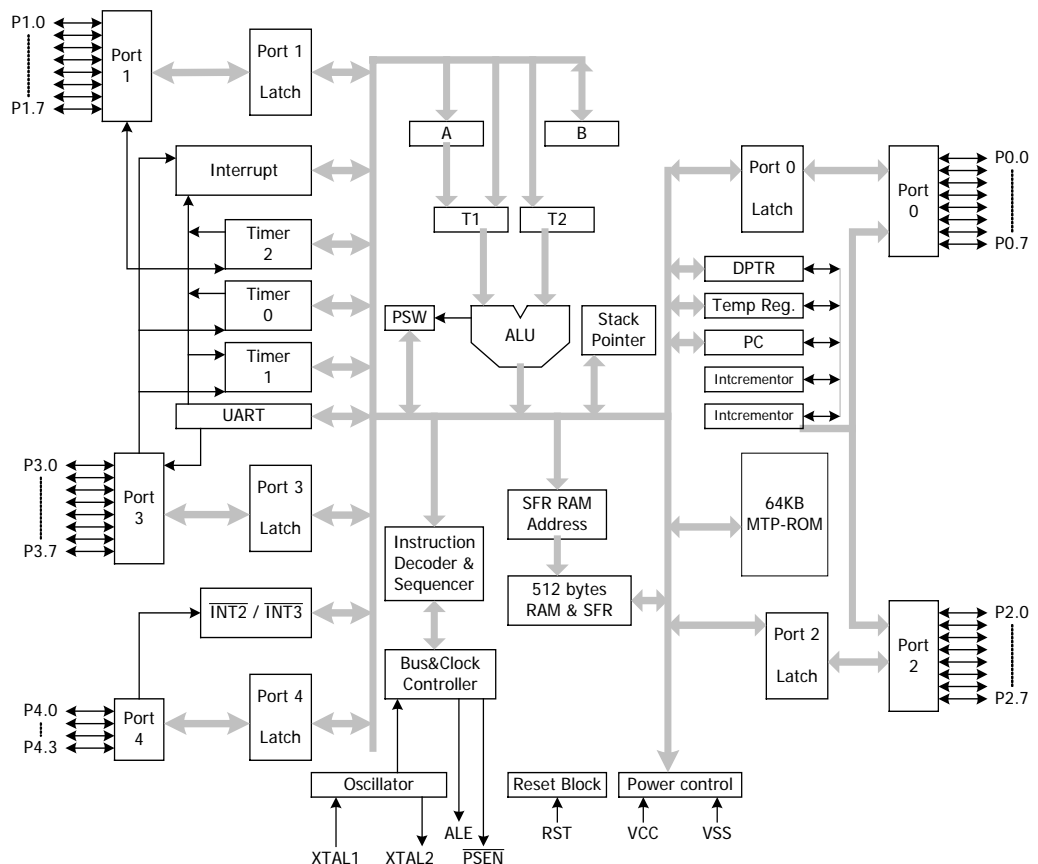 P1.0
P1.7
Port
1
Port 1
Latch
A
B
Interrupt
T1
T2
Timer
2
Timer
0
Timer
1
UART
PSW
ALU
Stack
Pointer
Port 0
Latch
Port
0
P0.0
P0.7
DPTR
Temp Reg.
PC
Intcrementor
Intcrementor
P3.0
P3.7
Port
3
Port 3
Latch
Instruction
Decoder &
Sequencer
SFR RAM
Address
512 bytes
RAM & SFR
64KB
MTP-ROM
INT2 / INT3
Bus&Clock
Controller
Port 2
Latch
Port
2
P2.0
P2.7
P4.0
P4.3
Port
4
Port 4
Latch
Oscillator
Reset Block
Power control
XTAL1
XTAL2
ALE
PSEN
RST
VCC
VSS